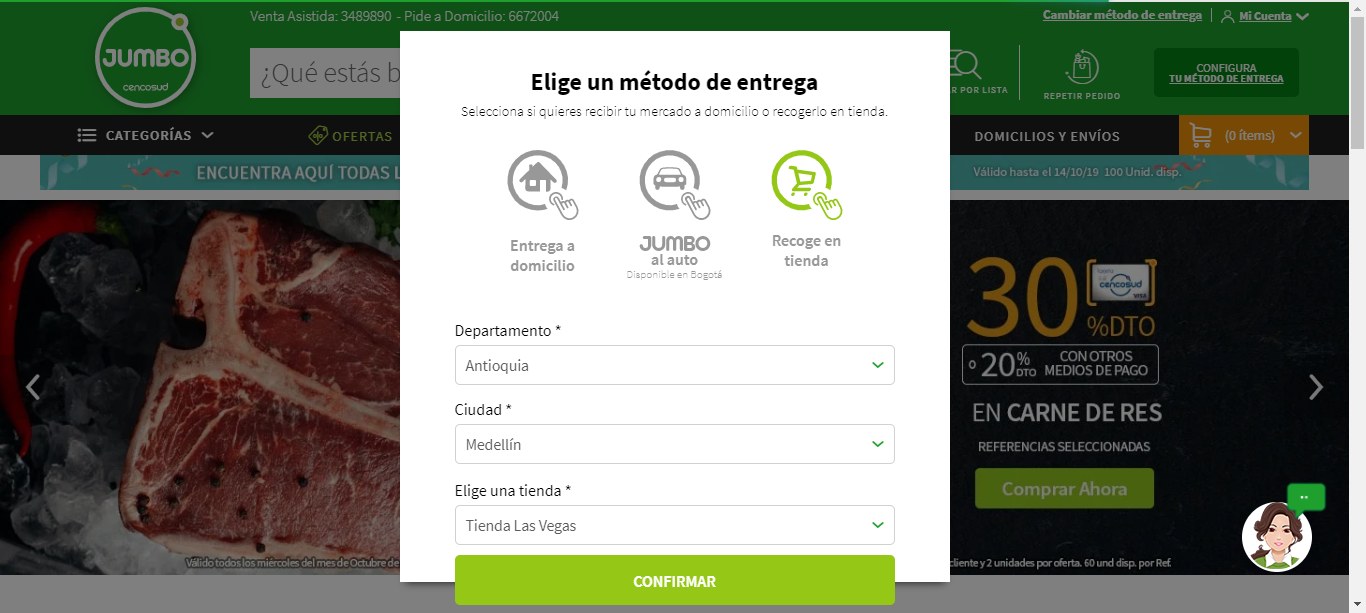 Venta Asistida: 3489890 - Pide a Domicilio: 6672004
Cambiar método de entrega
Mi Cuenta
JUMBO
cencosud
¿Qué estás b
R POR LISTA
REPETIR PEDIDO
CONFIGURA
TU MÉTODO DE ENTREGA
CATEGORÍAS
OFERTAS
DOMICILIOS Y ENVÍOS
(0 ítems)
ENCUENTRA AQUÍ TODAS L
Válido hasta el 14/10/19 100 Unid. disp.
Elige un método de entrega
Selecciona si quieres recibir tu mercado a domicilio o recogerlo en tienda.
Entrega a
domicilio
JUMBO
al auto
Disponible en Bogotá
Recoge en
tienda
Departamento *
Antioquia
Ciudad *
Medellín
Elige una tienda *
Tienda Las Vegas
CONFIRMAR
30
%DTO
cencosud
VISA
o 20% DTO
CON OTROS
MEDIOS DE PAGO
EN CARNE DE RES
REFERENCIAS SELECCIONADAS
Comprar Ahora
Válido todos los miércoles del mes de Octubre de
cliente y 2 unidades por oferta. 60 und disp. por Ref.